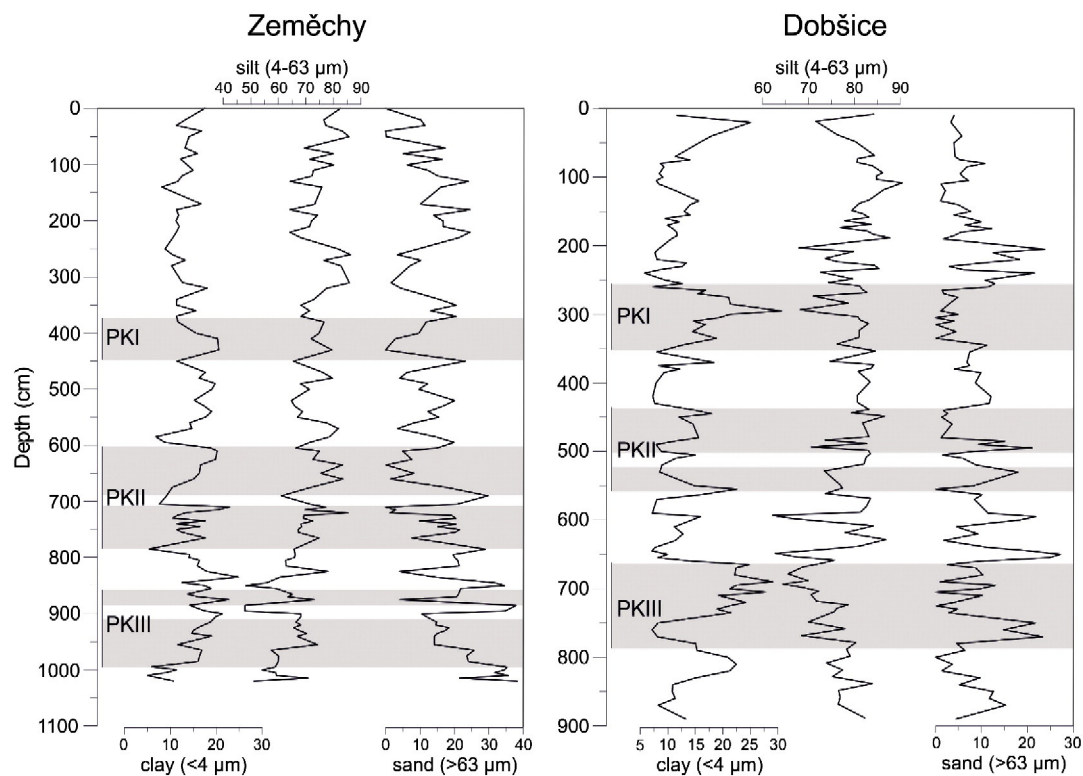 Zeměchy
silt (4-63 µm)
40 50 60 70 80 90
0
100
200
300
400
500
600
700
800
900
1000
1100
Depth (cm)
PKI
PKII
PKIII
0 10 20 30
clay (<4 µm)
0 10 20 30 40
sand (>63 µm)
Dobšice
silt (4-63 µm)
60 70 80 90
0
100
200
300
400
500
600
700
800
900
PKI
PKII
PKIII
5 10 15 20 25 30
clay (<4 µm)
0 10 20 30
sand (>63 µm)